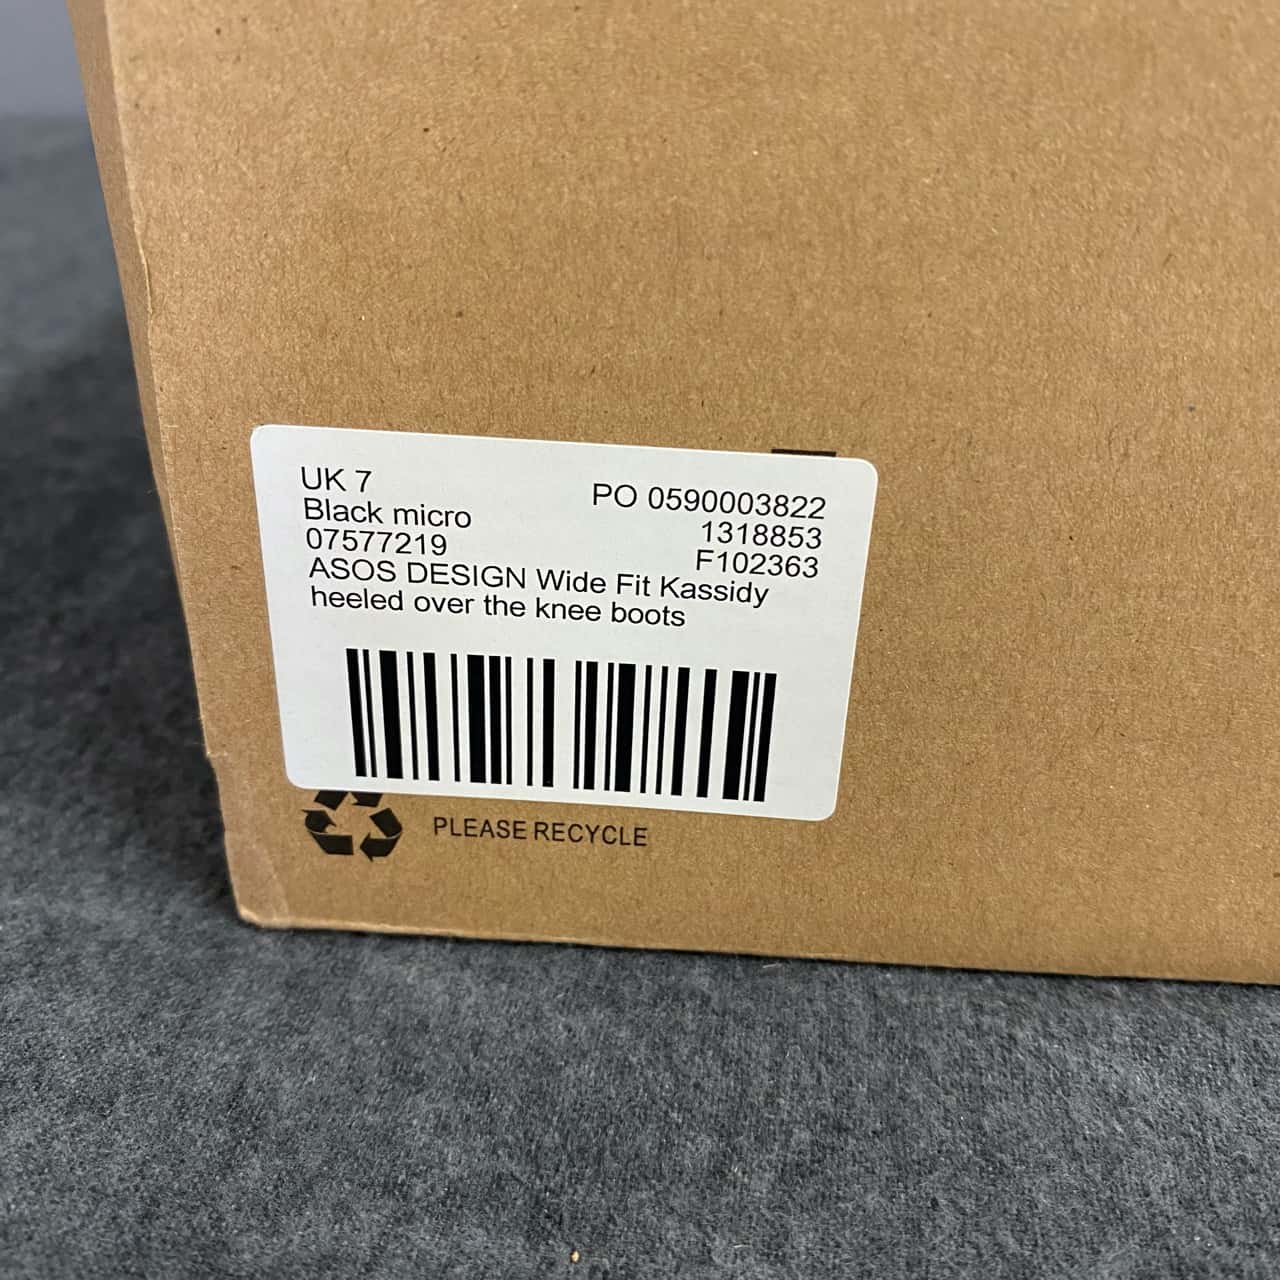 UK 7
PO 0590003822
Black micro
1318853
07577219
F102363
ASOS DESIGN Wide Fit Kassidy
heeled over the knee boots
PLEASE RECYCLE